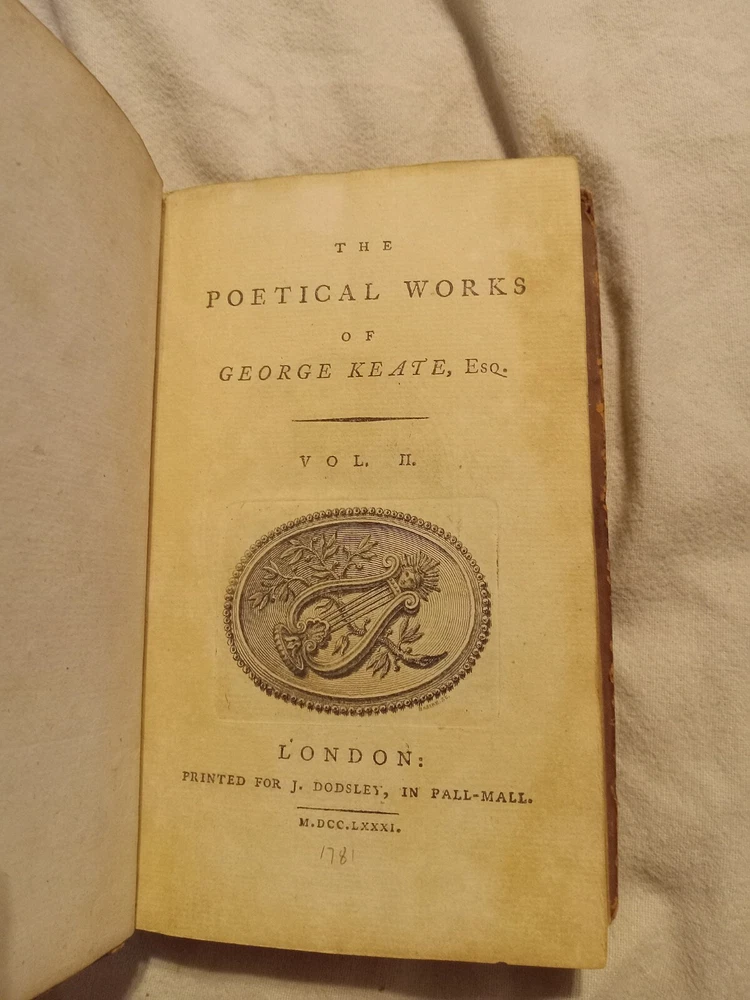 THE
POETICAL WORKS
OF
GEORGE KEATE, Esq.
VOL. II.
LONDON:
PRINTED FOR J. DODSLEY, IN PALL-MALL.
M.DCC.LXXXI.
1781